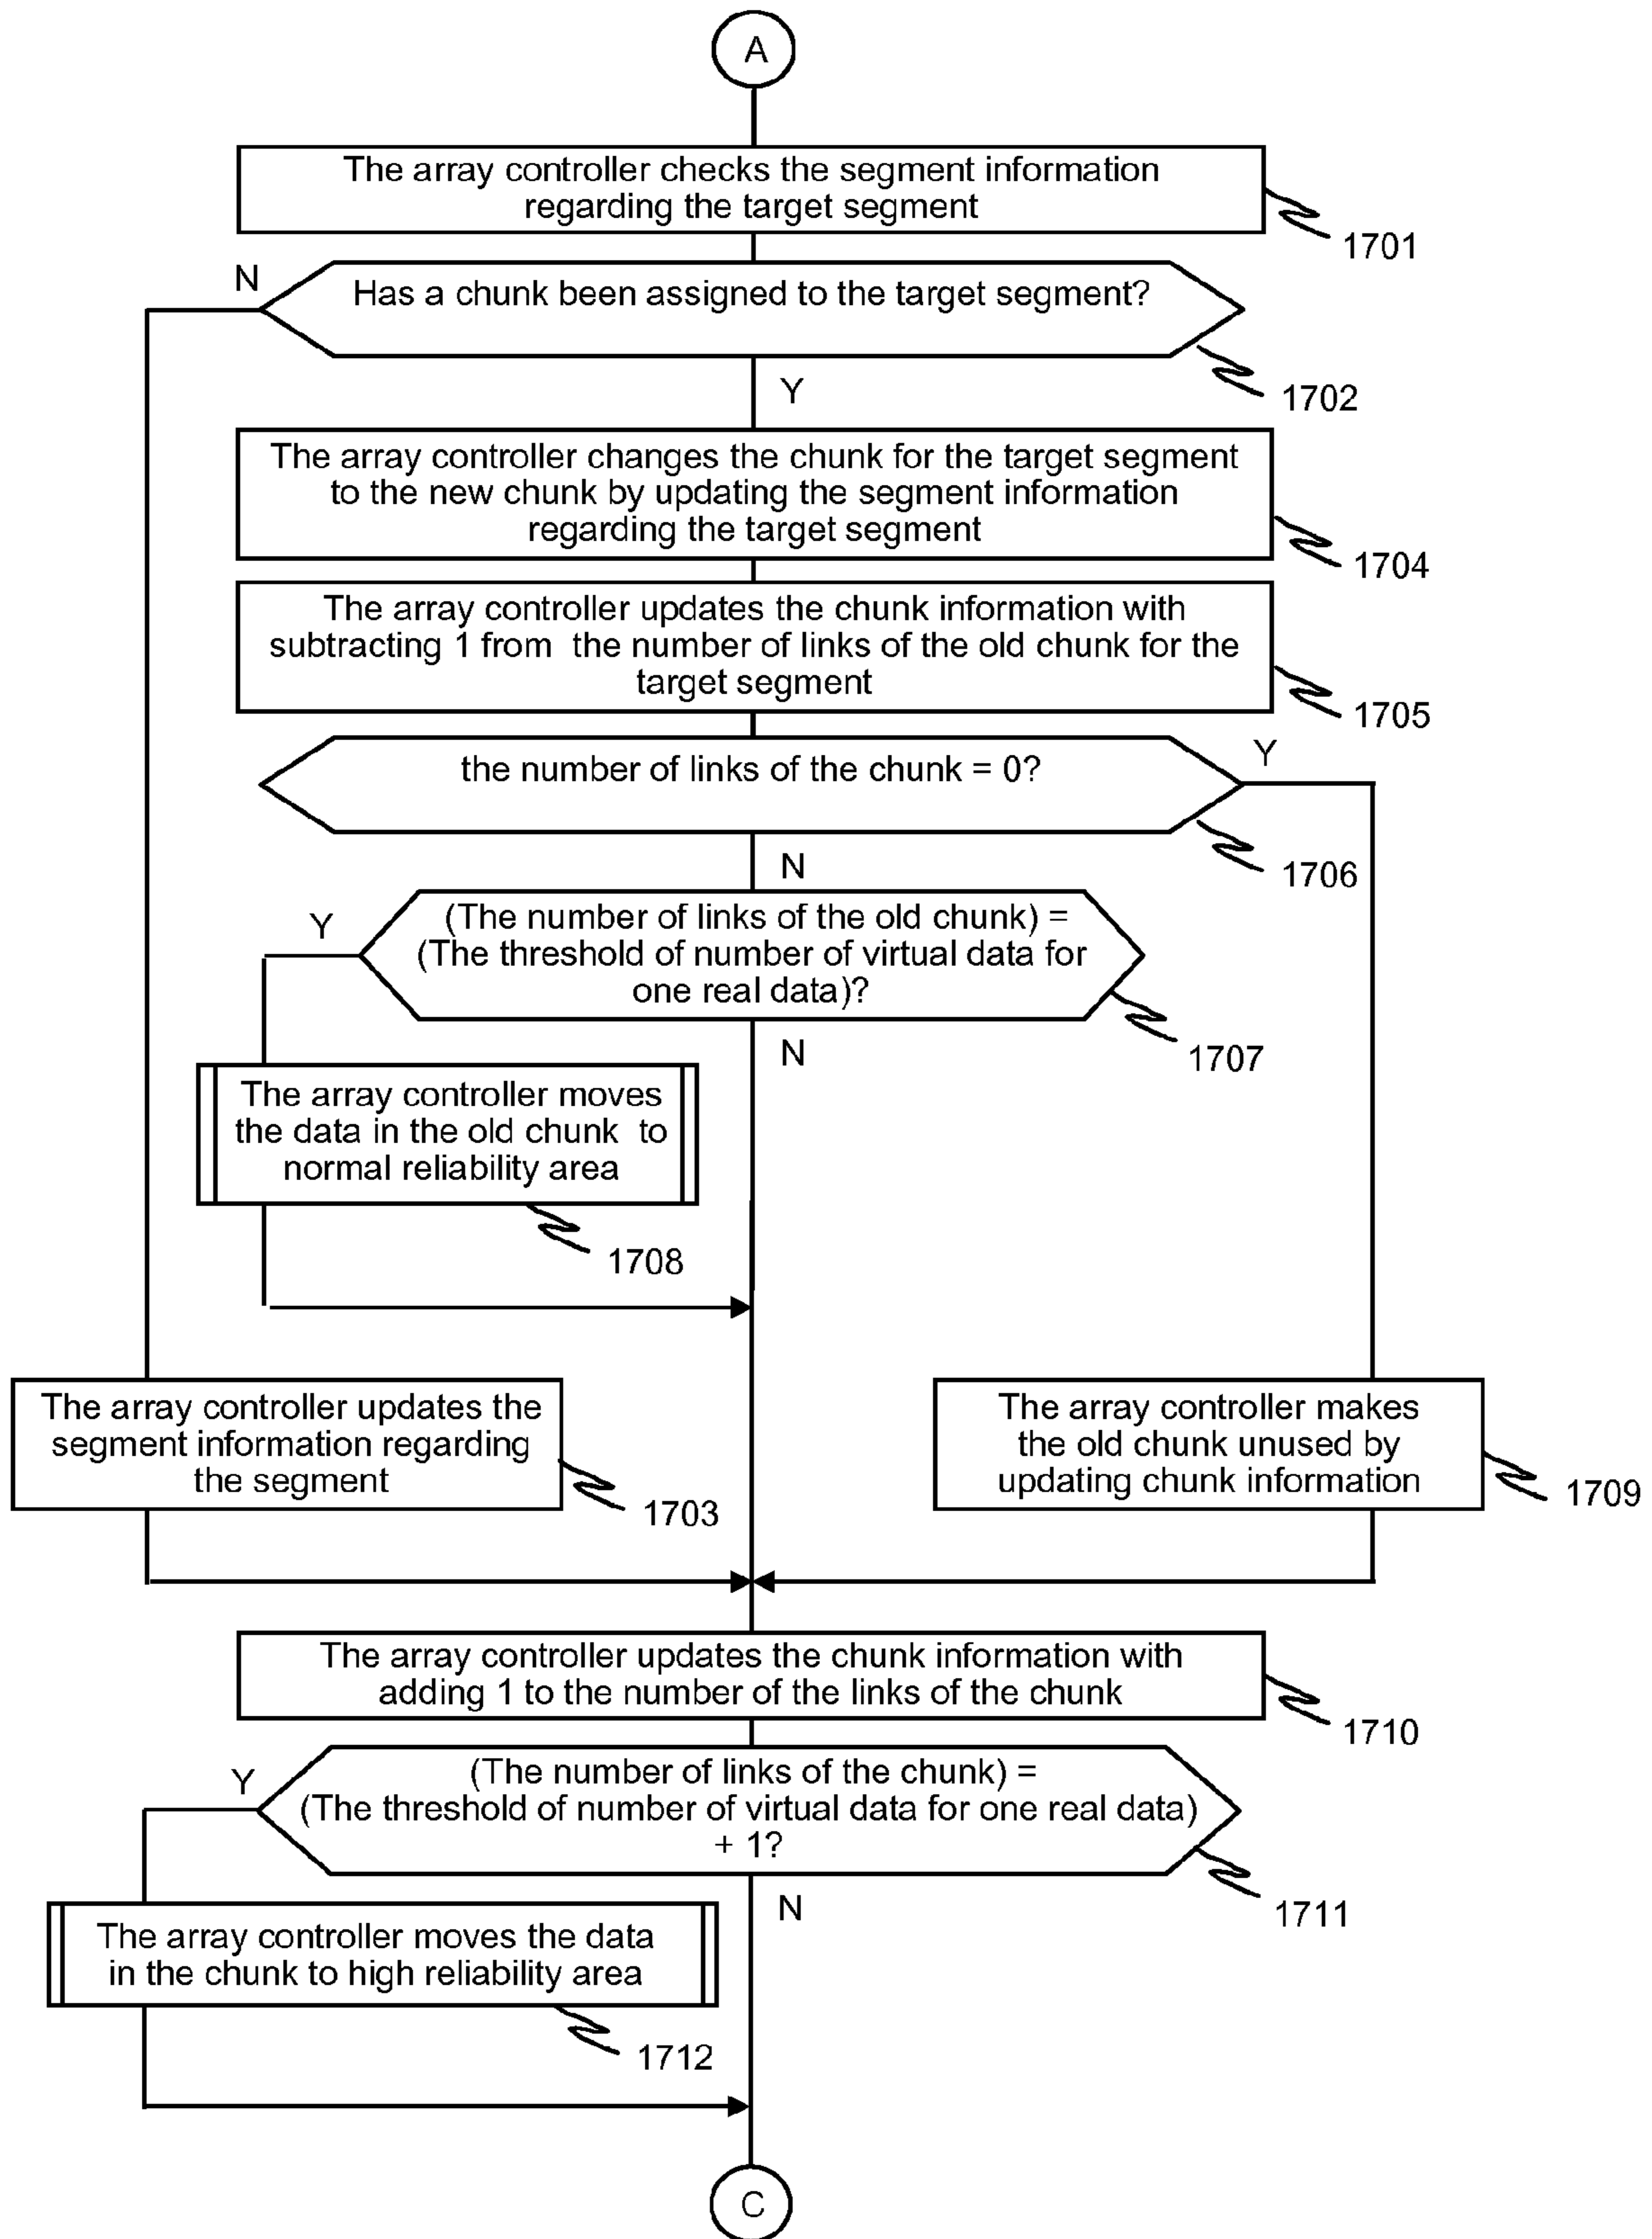 A
The array controller checks the segment information
regarding the target segment
1701
N
Has a chunk been assigned to the target segment?
1702
Y
The array controller changes the chunk for the target segment
to the new chunk by updating the segment information
regarding the target segment
1704
The array controller updates the chunk information with
subtracting 1 from the number of links of the old chunk for the
target segment
1705
the number of links of the chunk = 0?
Y
1706
N
Y
(The number of links of the old chunk) =
(The threshold of number of virtual data for
one real data)?
1707
N
The array controller moves
the data in the old chunk to
normal reliability area
1708
The array controller updates the
segment information regarding
the segment
1703
The array controller makes
the old chunk unused by
updating chunk information
1709
The array controller updates the chunk information with
adding 1 to the number of the links of the chunk
1710
Y
(The number of links of the chunk) =
(The threshold of number of virtual data for one real data)
+ 1?
1711
N
The array controller moves the data
in the chunk to high reliability area
1712
C